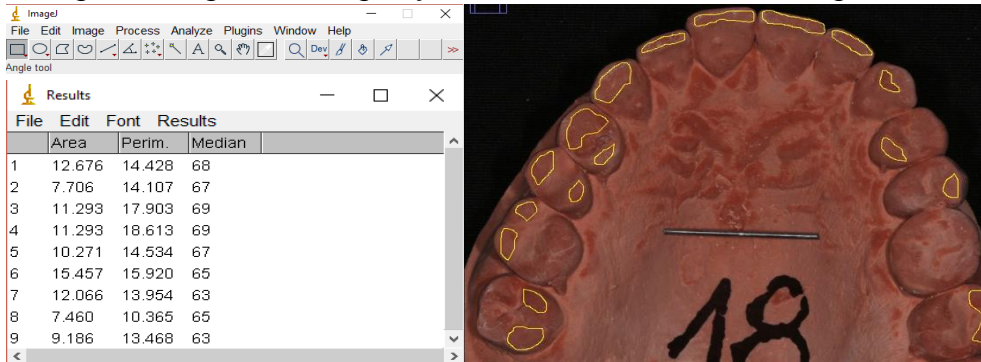 ImageJ
File Edit Image Process Analyze Plugins Window Help
A Dev >>
Angle tool
Results
File Edit Font Results
Area Perim. Median
1 12.676 14.428 68
2 7.706 14.107 67
3 11.293 17.903 69
4 11.293 18.613 69
5 10.271 14.534 67
6 15.457 15.920 65
7 12.066 13.954 63
8 7.460 10.365 65
9 9.186 13.468 63
18